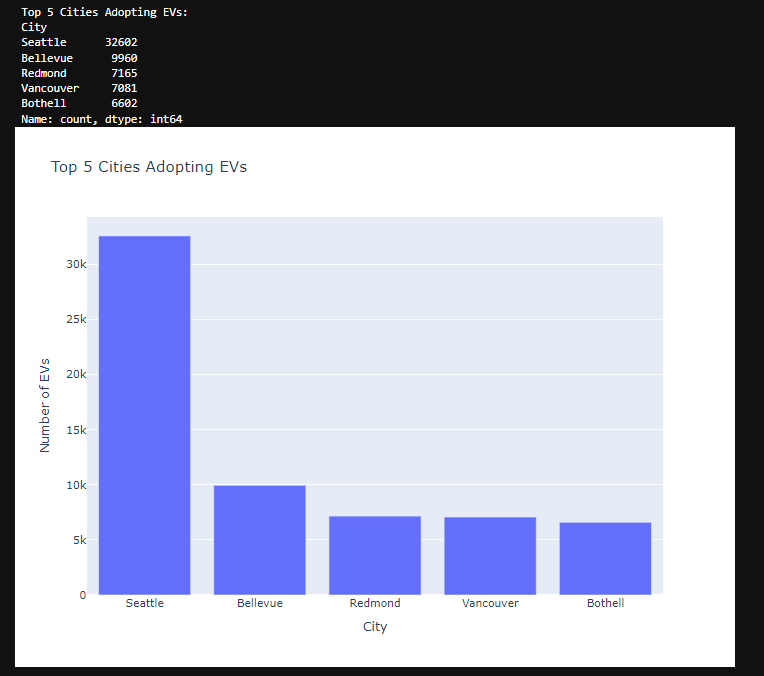 Top 5 Cities Adopting EVs:
City
Seattle      32602
Bellevue      9960
Redmond       7165
Vancouver     7081
Bothell       6602
Name: count, dtype: int64
Top 5 Cities Adopting EVs
Number of EVs
30k
25k
20k
15k
10k
5k
0
Seattle Bellevue Redmond Vancouver Bothell
City